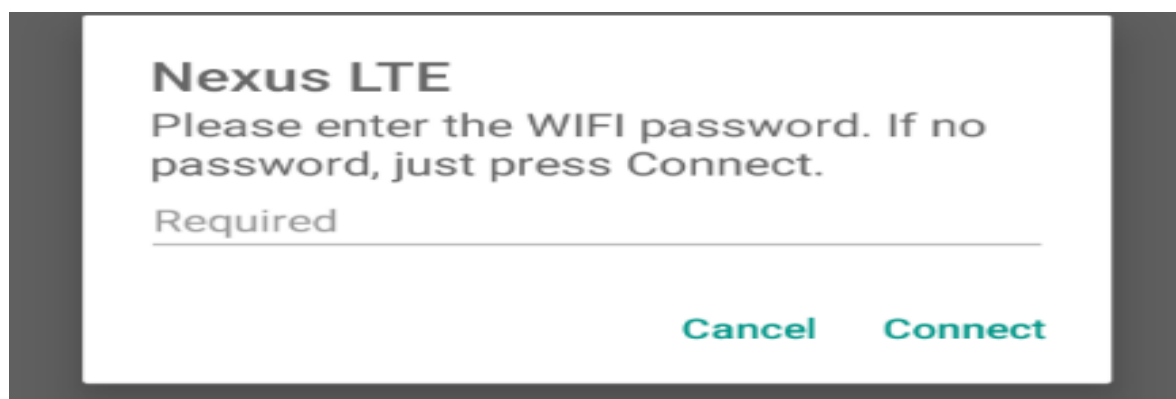 Nexus LTE
Please enter the WIFI password. If no
password, just press Connect.
Required
Cancel Connect